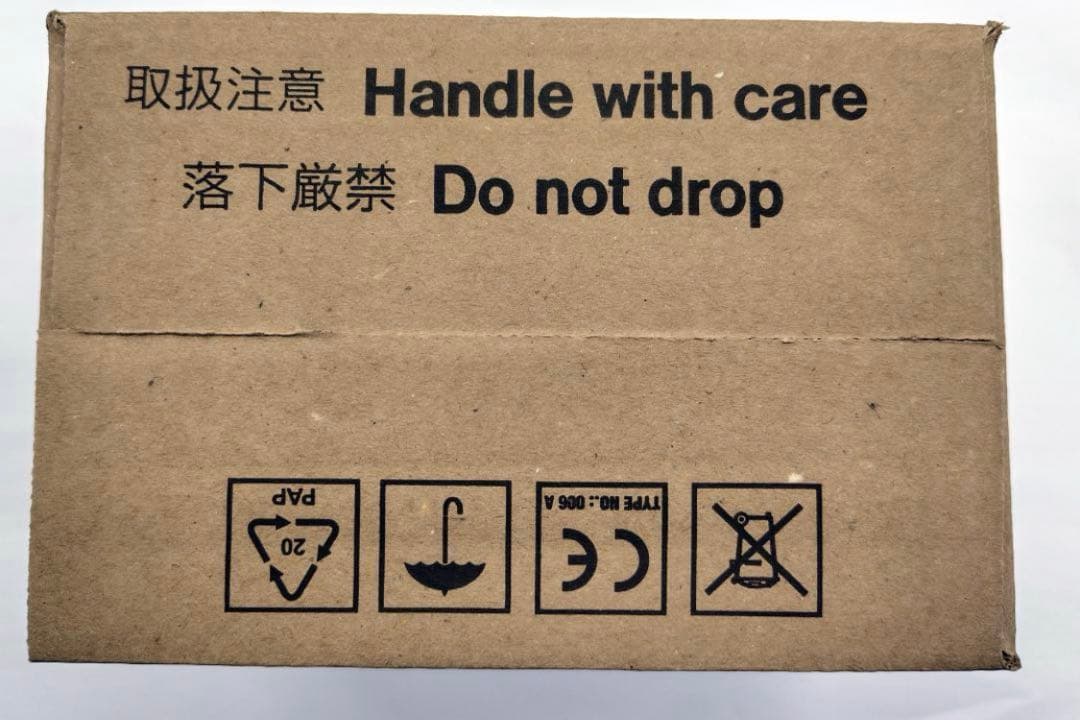 取扱注意 Handle with care
落下厳禁 Do not drop
PAP
20
TYPE NO.: 006 A
CE